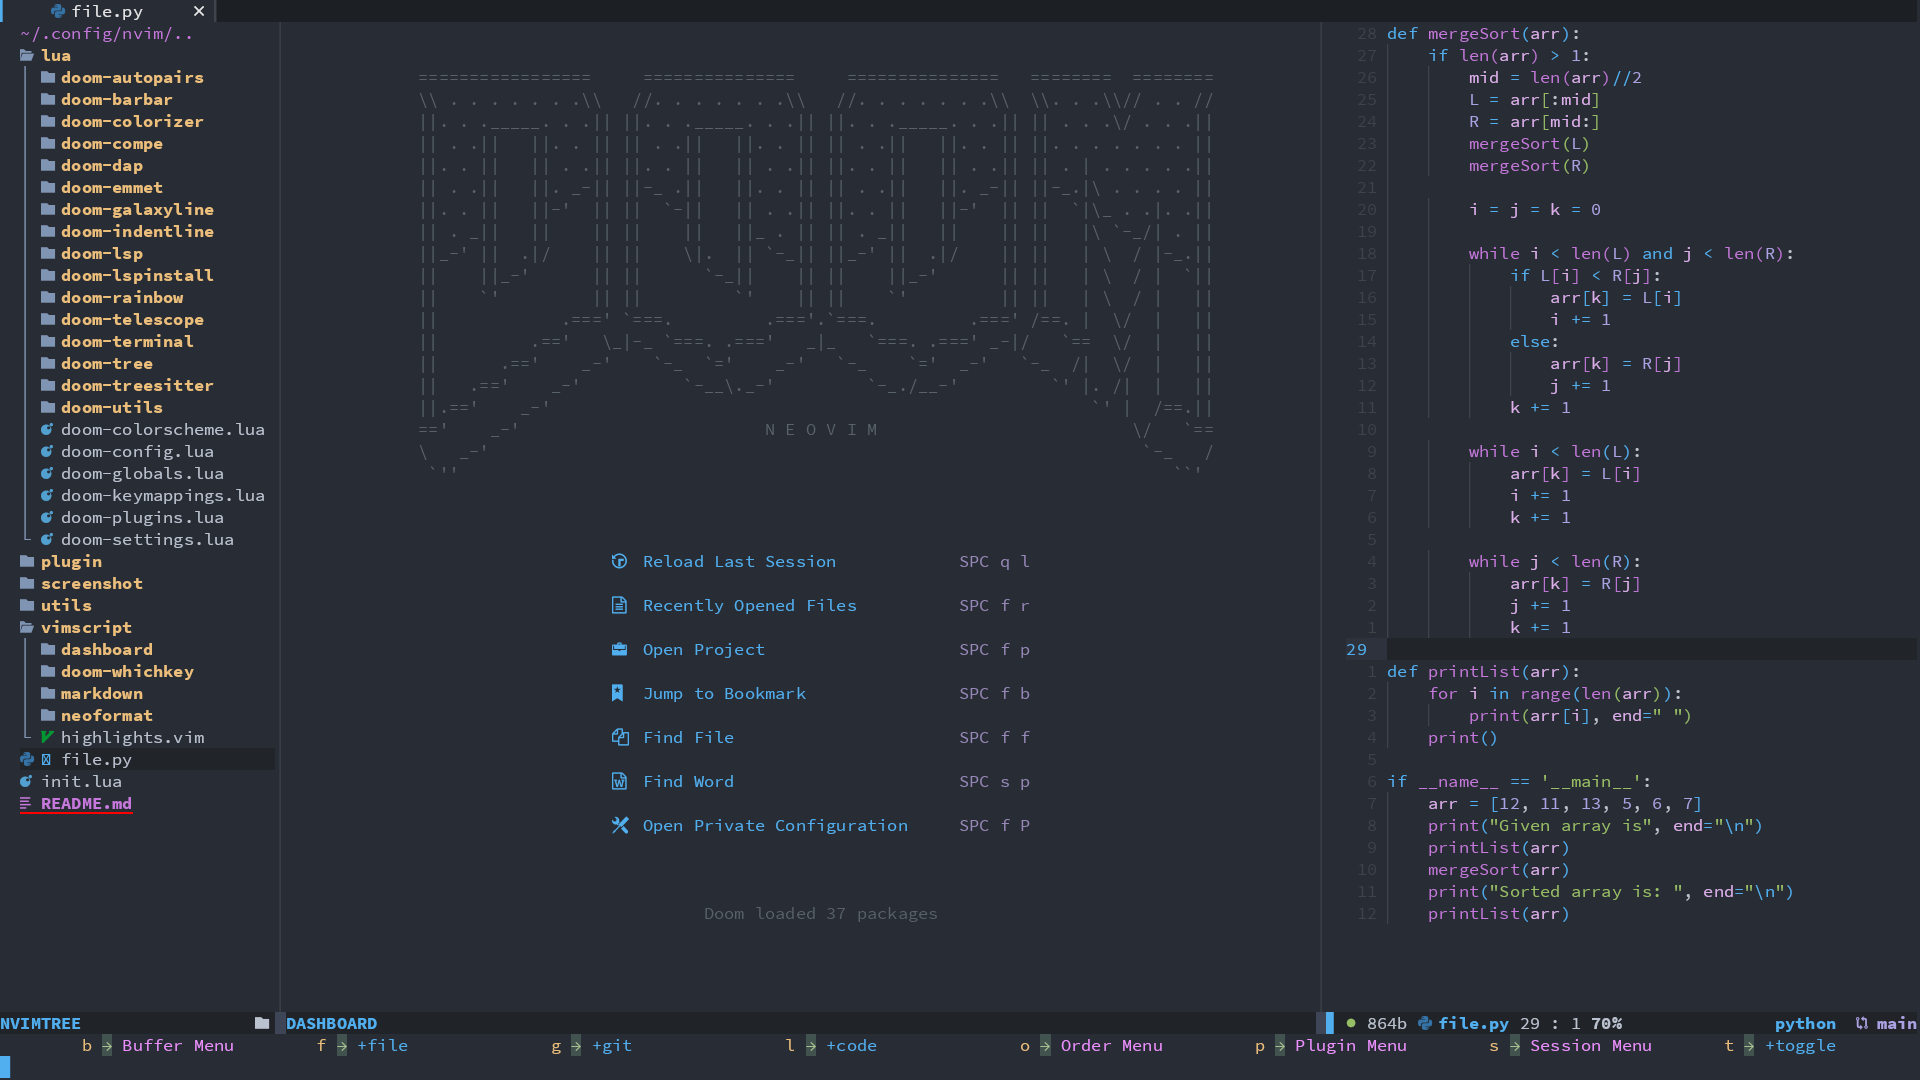 file.py ✕
~/.config/nvim/..
lua
doom-autopairs
doom-barbar
doom-colorizer
doom-compe
doom-dap
doom-emmet
doom-galaxyline
doom-indentline
doom-lsp
doom-lspinstall
doom-rainbow
doom-telescope
doom-terminal
doom-tree
doom-treesitter
doom-utils
doom-colorscheme.lua
doom-config.lua
doom-globals.lua
doom-keymappings.lua
doom-plugins.lua
doom-settings.lua
plugin
screenshot
utils
vimscript
dashboard
doom-whichkey
markdown
neoformat
highlights.vim
file.py
init.lua
README.md
N E O V I M
Reload Last Session SPC q l
Recently Opened Files SPC f r
Open Project SPC f p
Jump to Bookmark SPC f b
Find File SPC f f
Find Word SPC s p
Open Private Configuration SPC f P
Doom loaded 37 packages
28 def mergeSort(arr):
27 if len(arr) > 1:
26 mid = len(arr)//2
25 L = arr[:mid]
24 R = arr[mid:]
23 mergeSort(L)
22 mergeSort(R)
21
20 i = j = k = 0
19
18 while i < len(L) and j < len(R):
17 if L[i] < R[j]:
16 arr[k] = L[i]
15 i += 1
14 else:
13 arr[k] = R[j]
12 j += 1
11 k += 1
10
9 while i < len(L):
8 arr[k] = L[i]
7 i += 1
6 k += 1
5
4 while j < len(R):
3 arr[k] = R[j]
2 j += 1
1 k += 1
29
1 def printList(arr):
2 for i in range(len(arr)):
3 print(arr[i], end=" ")
4 print()
5
6 if __name__ == '__main__':
7 arr = [12, 11, 13, 5, 6, 7]
8 print("Given array is", end="\n")
9 printList(arr)
10 mergeSort(arr)
11 print("Sorted array is: ", end="\n")
12 printList(arr)
NVIMTREE
DASHBOARD
864b file.py 29 : 1 70% python main
b → Buffer Menu f → +file g → +git l → +code o → Order Menu p → Plugin Menu s → Session Menu t → +toggle